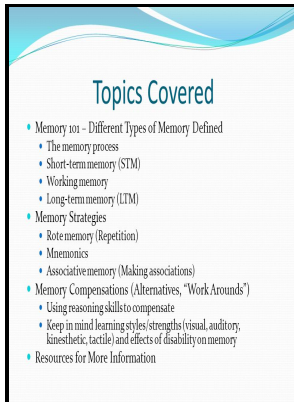 Topics Covered
Memory 101 – Different Types of Memory Defined
The memory process
Short-term memory (STM)
Working memory
Long-term memory (LTM)
Memory Strategies
Rote memory (Repetition)
Mnemonics
Associative memory (Making associations)
Memory Compensations (Alternatives, “Work Arounds”)
Using reasoning skills to compensate
Keep in mind learning styles/strengths (visual, auditory,
kinesthetic, tactile) and effects of disability on memory
Resources for More Information